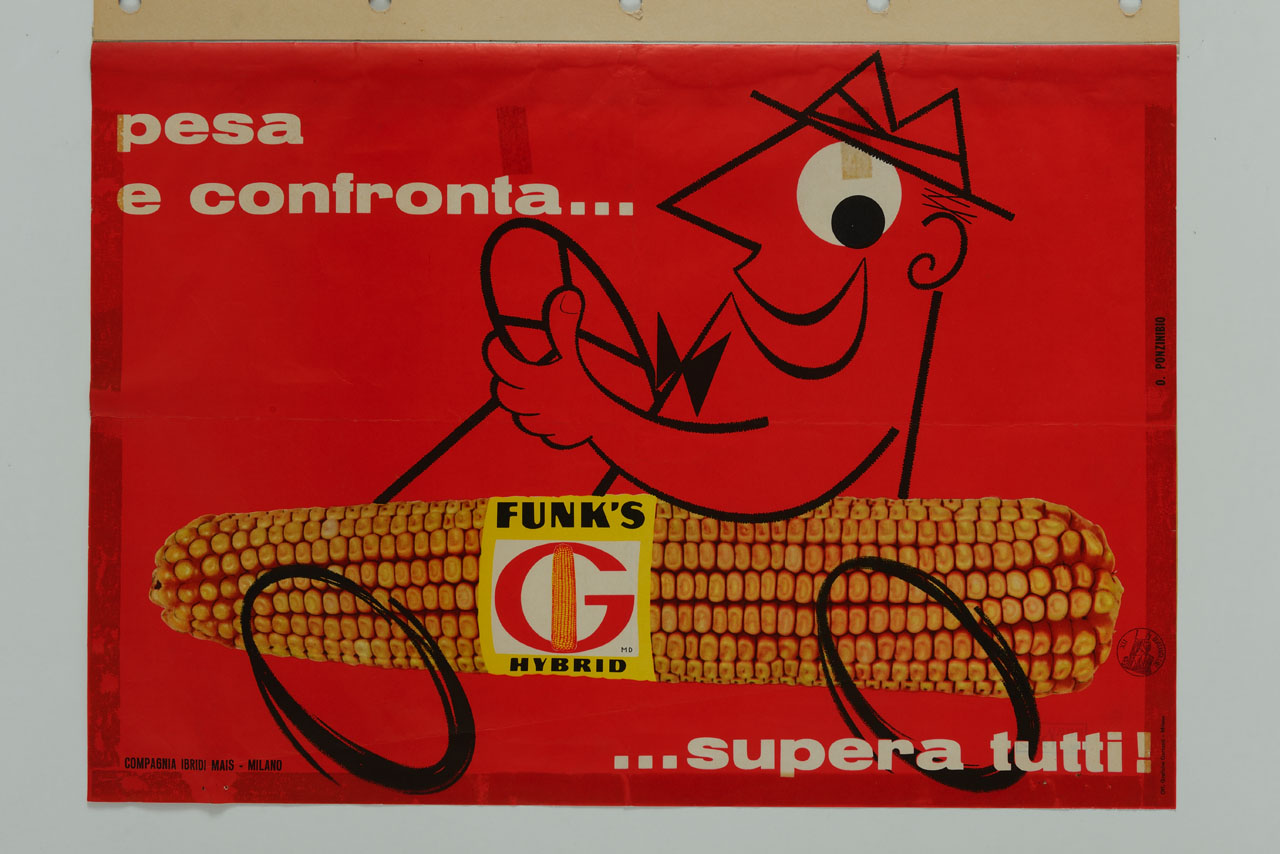 pesa
e confronta...
O. PONZINIBIO
FUNK'S
G
MD
HYBRID
...supera tutti!
COMPAGNIA IBRIDI MAIS - MILANO